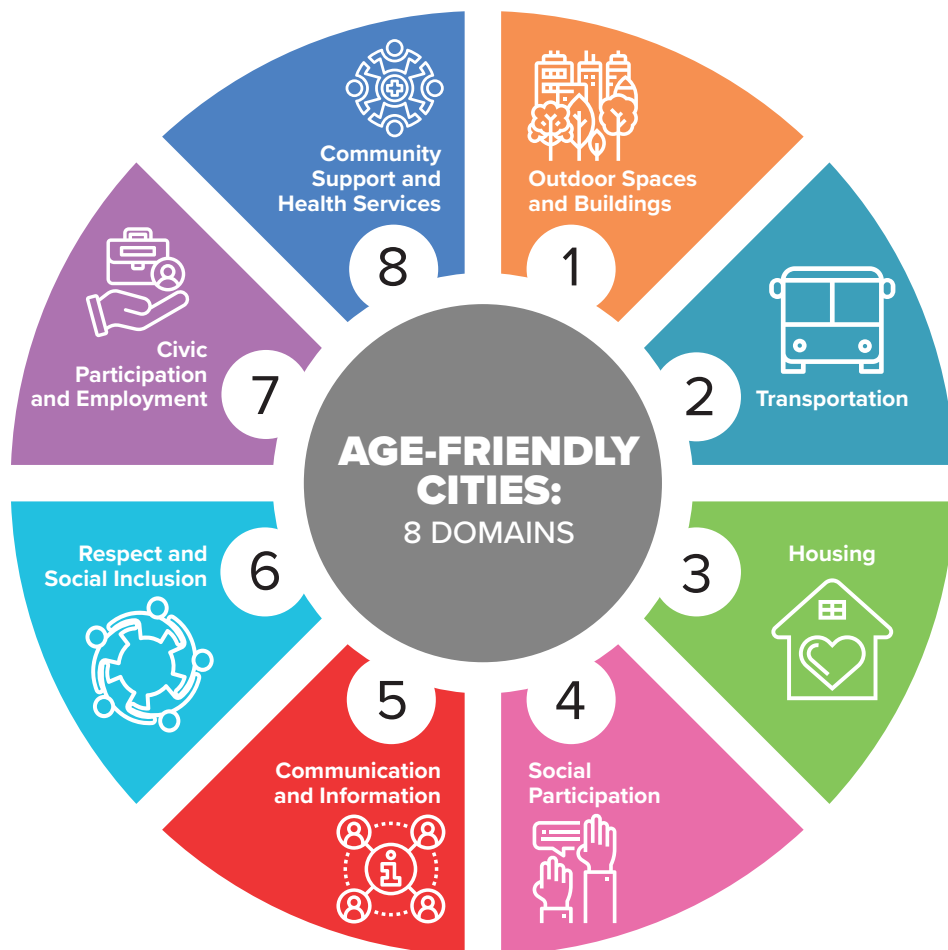 AGE-FRIENDLY
CITIES:
8 DOMAINS
Outdoor Spaces
and Buildings
1
2
Transportation
3
Housing
4
Social
Participation
5
Communication
and Information
i
6
Respect and
Social Inclusion
7
Civic
Participation
and Employment
8
Community
Support and
Health Services